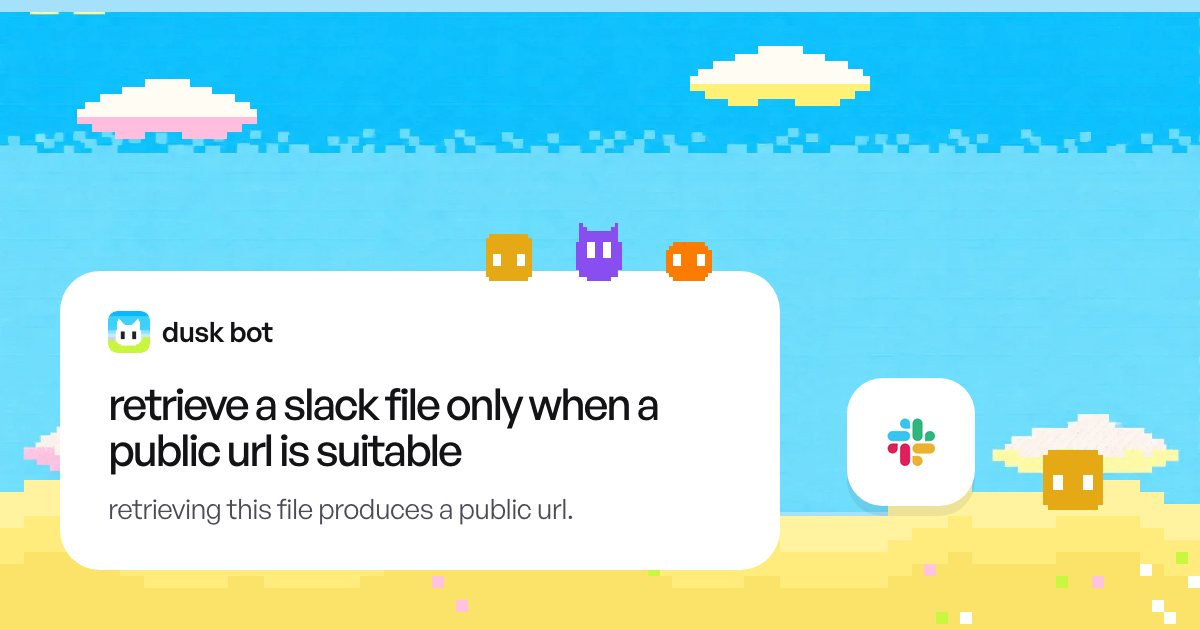 dusk bot
retrieve a slack file only when a
public url is suitable
retrieving this file produces a public url.